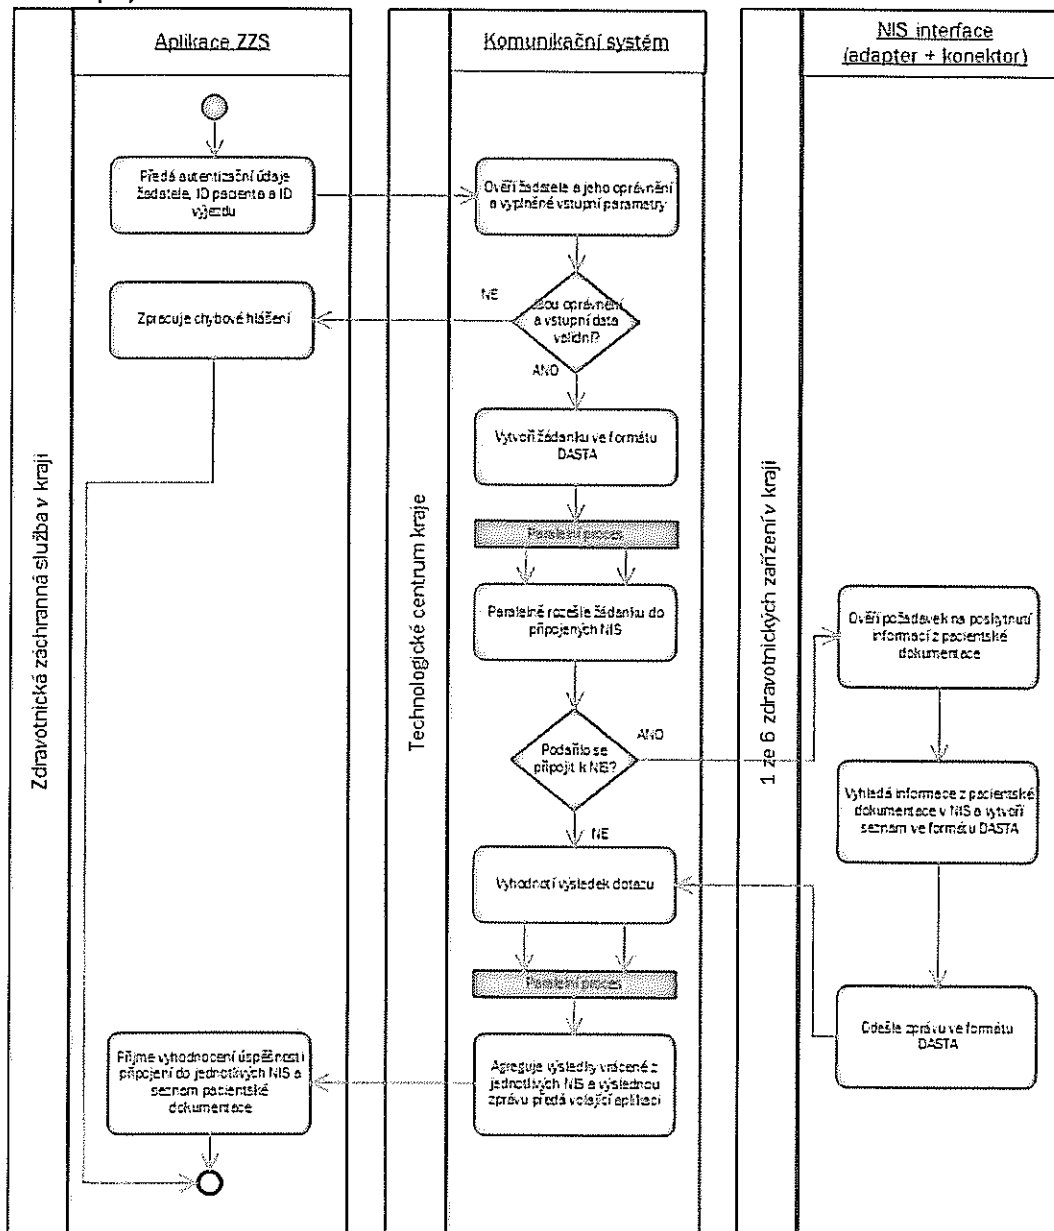 Aplikace ZZS
Komunikační systém
NIS interface
(adapter + konektor)
Zdravotnická záchranná služba v kraji
Technologické centrum kraje
1 ze 6 zdravotnických zařízení v kraji
Předá autentizační údaje
žadatele, ID pacienta a ID
výjezdu
Ověří žadatele a jeho oprávnění
a vyplněné vstupní parametry
Jsou oprávnění
a vstupní data
validní?
NE
ANO
Zpracuje chybové hlášení
Vytvoří žádanku ve formátu
DASTA
Paralelní proces
Paralelně rozešle žádanku do
připojených NIS
Podařilo se
připojit k NIS?
ANO
NE
Ověří požadavek na poslytnutí
informací z pacientské
dokumentace
Vyhledá informace z pacientské
dokumentace v NIS a vytvoří
seznam ve formátu DASTA
Vyhodnotí výsledek dotazu
Paralelní proces
Odešle zprávu ve formátu
DASTA
Agreguje výsledky vrácené z
jednotlivých NIS a výslednou
zprávu předá volající aplikaci
Příjme vyhodnocení úspěšnosti
připojení do jednotlivých NIS a
seznam pacientské
dokumentace